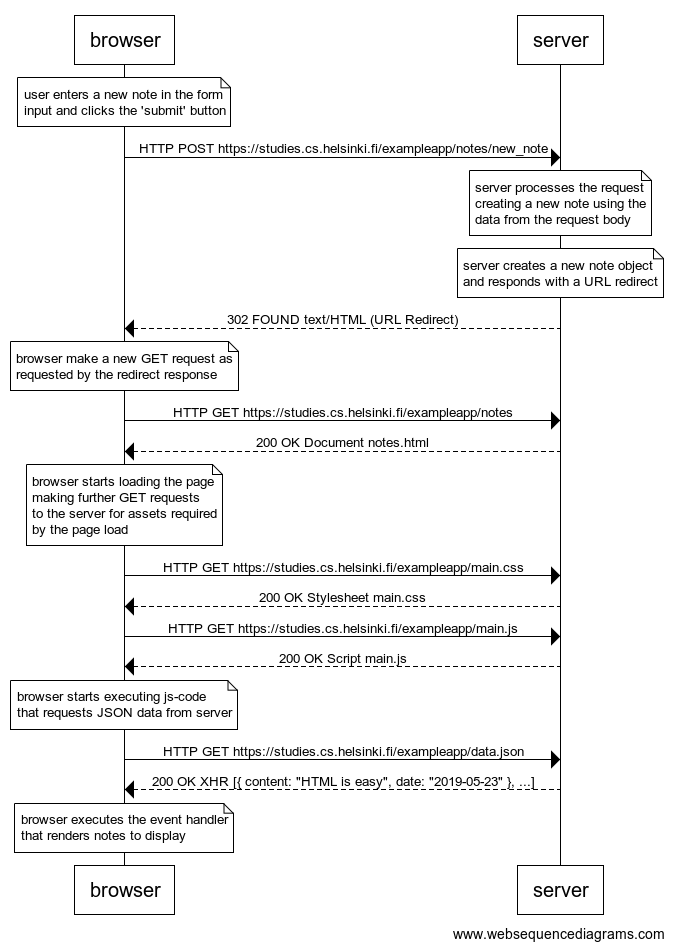 browser
server
user enters a new note in the form
input and clicks the 'submit' button
HTTP POST https://studies.cs.helsinki.fi/exampleapp/notes/new_note
server processes the request
creating a new note using the
data from the request body
server creates a new note object
and responds with a URL redirect
302 FOUND text/HTML (URL Redirect)
browser make a new GET request as
requested by the redirect response
HTTP GET https://studies.cs.helsinki.fi/exampleapp/notes
200 OK Document notes.html
browser starts loading the page
making further GET requests
to the server for assets required
by the page load
HTTP GET https://studies.cs.helsinki.fi/exampleapp/main.css
200 OK Stylesheet main.css
HTTP GET https://studies.cs.helsinki.fi/exampleapp/main.js
200 OK Script main.js
browser starts executing js-code
that requests JSON data from server
HTTP GET https://studies.cs.helsinki.fi/exampleapp/data.json
200 OK XHR [{ content: "HTML is easy", date: "2019-05-23" }, ...]
browser executes the event handler
that renders notes to display
browser
server
www.websequencediagrams.com